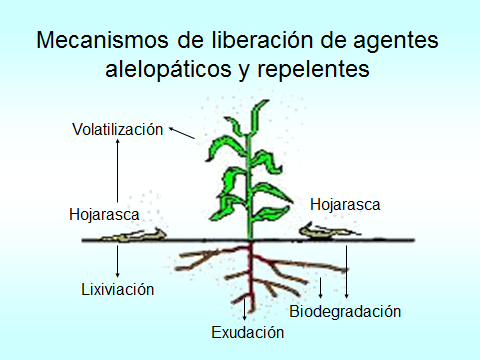 Mecanismos de liberación de agentes
alelopáticos y repelentes
Volatilización
Hojarasca
Hojarasca
Lixiviación
Biodegradación
Exudación